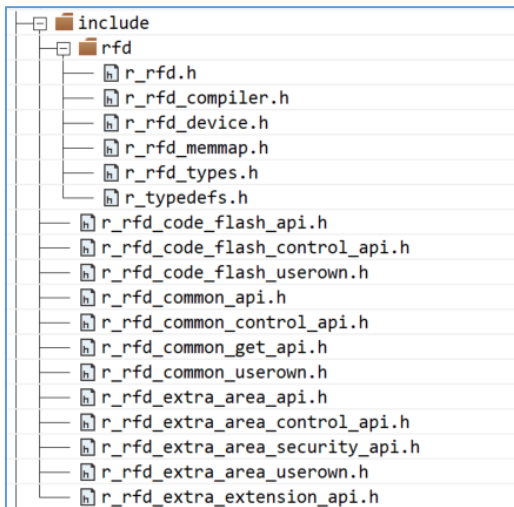 include
rfd
r_rfd.h
r_rfd_compiler.h
r_rfd_device.h
r_rfd_memmap.h
r_rfd_types.h
r_typedefs.h
r_rfd_code_flash_api.h
r_rfd_code_flash_control_api.h
r_rfd_code_flash_userown.h
r_rfd_common_api.h
r_rfd_common_control_api.h
r_rfd_common_get_api.h
r_rfd_common_userown.h
r_rfd_extra_area_api.h
r_rfd_extra_area_control_api.h
r_rfd_extra_area_security_api.h
r_rfd_extra_area_userown.h
r_rfd_extra_extension_api.h